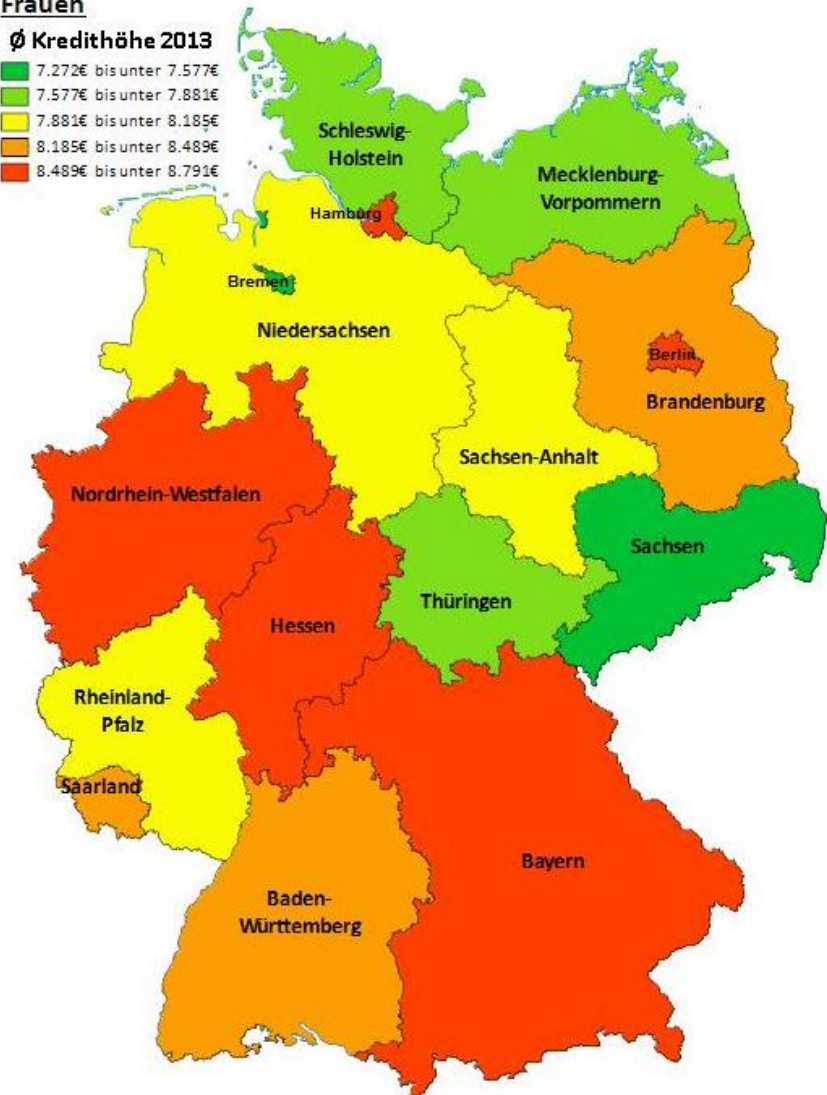 Frauen
Ø Kredithöhe 2013
7.272€ bis unter 7.577€
7.577€ bis unter 7.881€
7.881€ bis unter 8.185€
8.185€ bis unter 8.489€
8.489€ bis unter 8.791€
Schleswig-
Holstein
Mecklenburg-
Vorpommern
Hamburg
Bremen
Niedersachsen
Berlin
Brandenburg
Sachsen-Anhalt
Nordrhein-Westfalen
Sachsen
Thüringen
Hessen
Rheinland-
Pfalz
Saarland
Bayern
Baden-
Württemberg